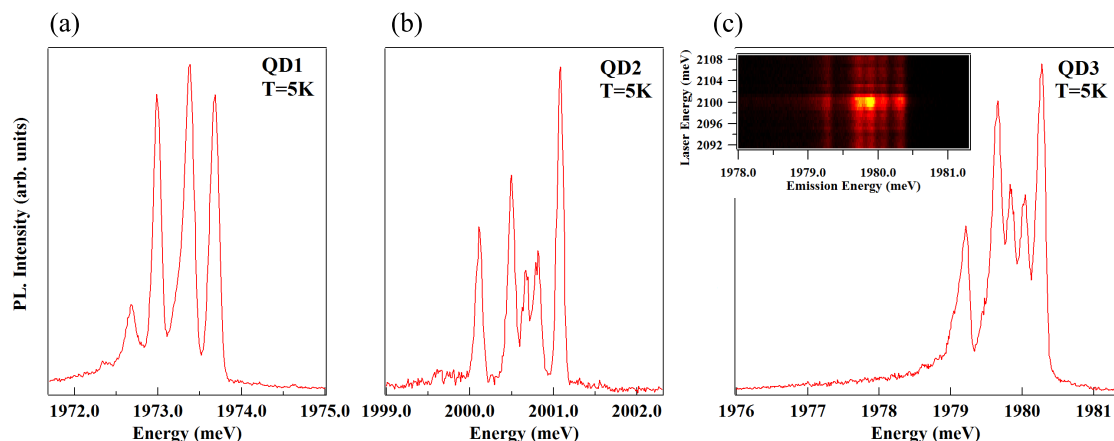 (a)
(b)
(c)
PL. Intensity (arb. units)
QD1
T=5K
1972.0 1973.0 1974.0 1975.0
Energy (meV)
QD2
T=5K
1999.0 2000.0 2001.0 2002.0
Energy (meV)
QD3
T=5K
Laser Energy (meV)
2108
2104
2100
2096
2092
1978.0 1979.0 1980.0 1981.0
Emission Energy (meV)
1976 1977 1978 1979 1980 1981
Energy (meV)